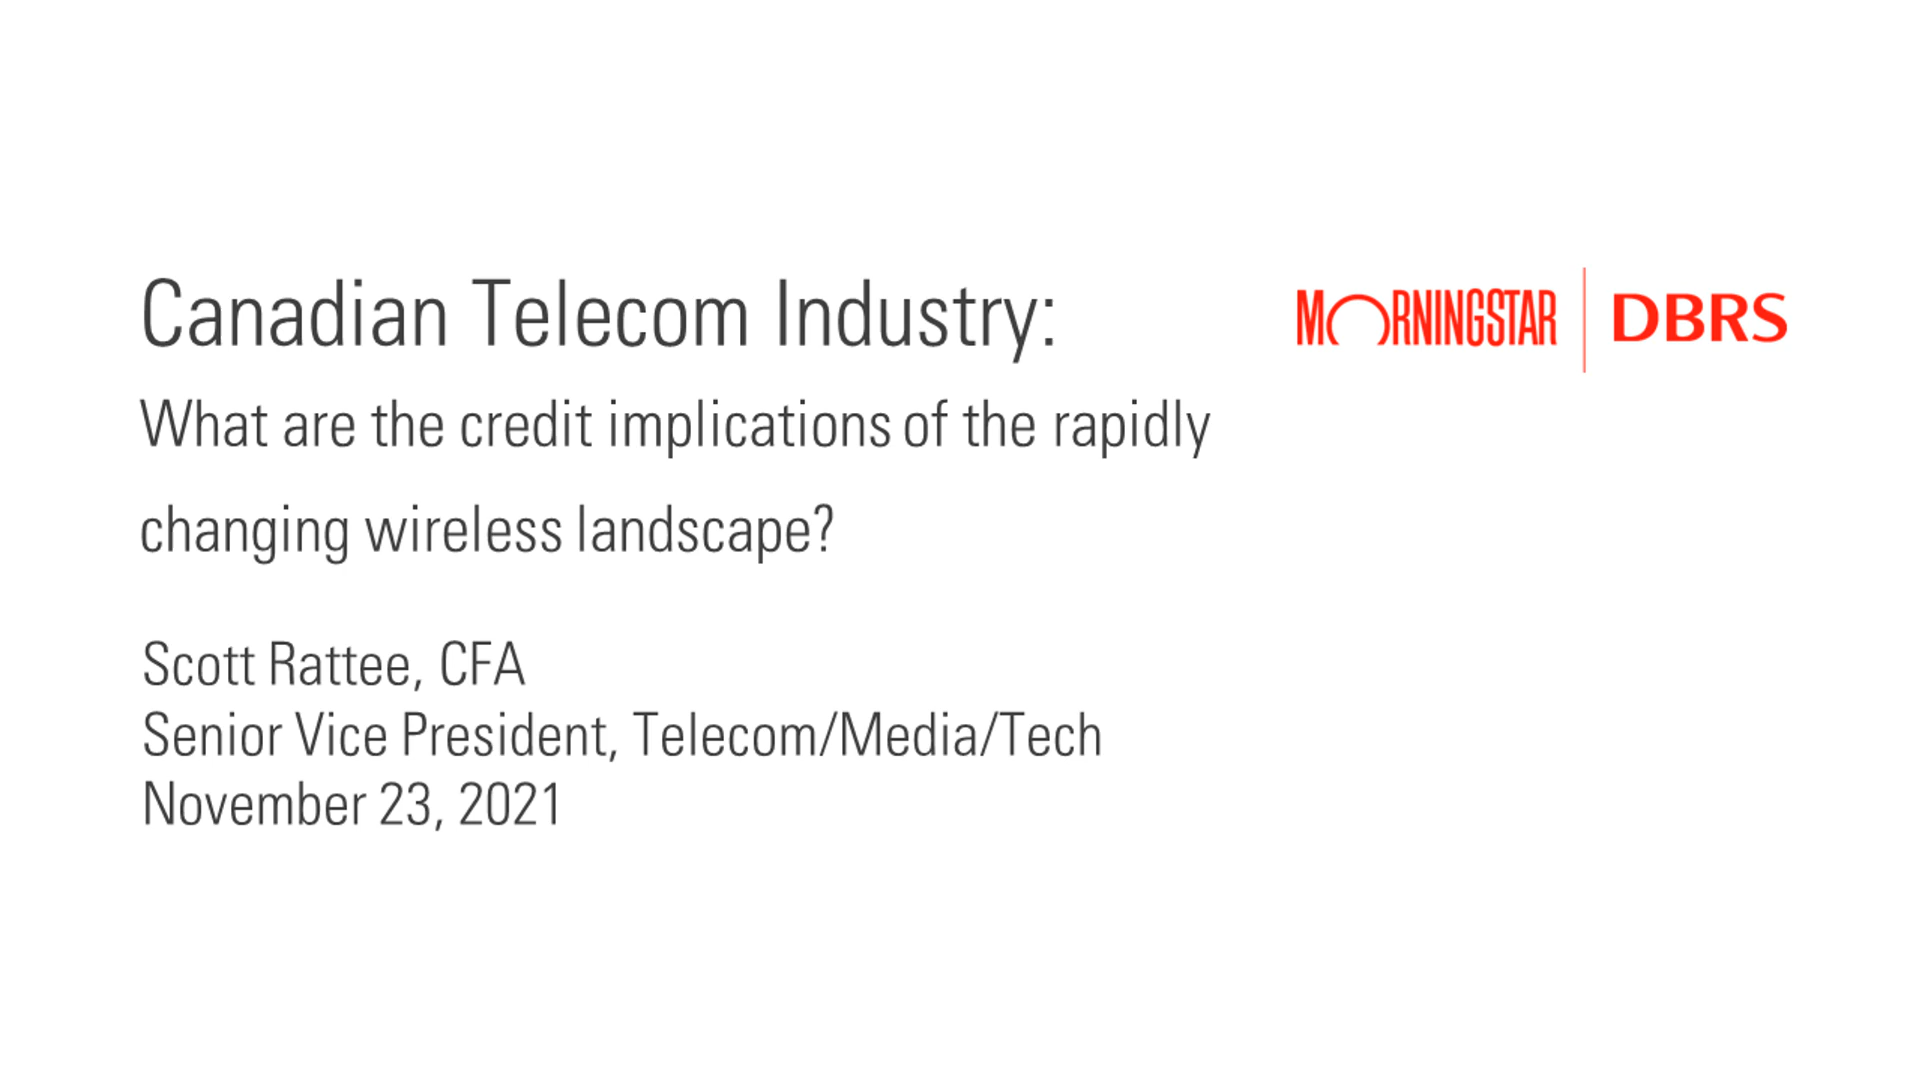 Canadian Telecom Industry:
MORNINGSTAR | DBRS
What are the credit implications of the rapidly
changing wireless landscape?
Scott Rattee, CFA
Senior Vice President, Telecom/Media/Tech
November 23, 2021